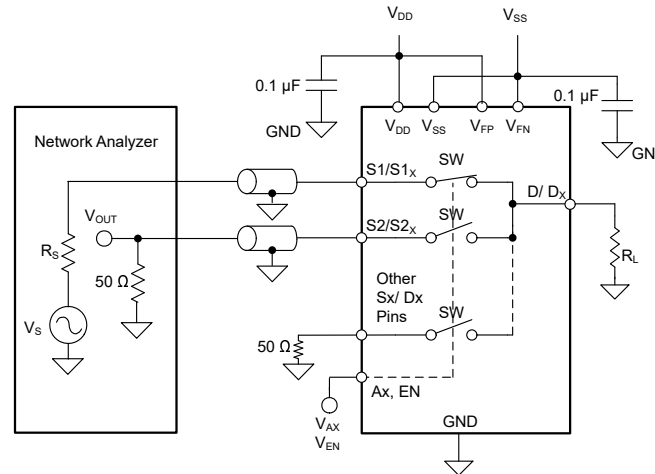 V_DD
V_SS
0.1 µF
GND
0.1 µF
GN
V_DD
V_SS
V_FP
V_FN
Network Analyzer
SW
S1/S1_X
D/ D_X
V_OUT
SW
S2/S2_X
R_S
50 Ω
R_L
Other
Sx/ Dx
Pins
SW
V_S
50 Ω
Ax, EN
V_AX
V_EN
GND